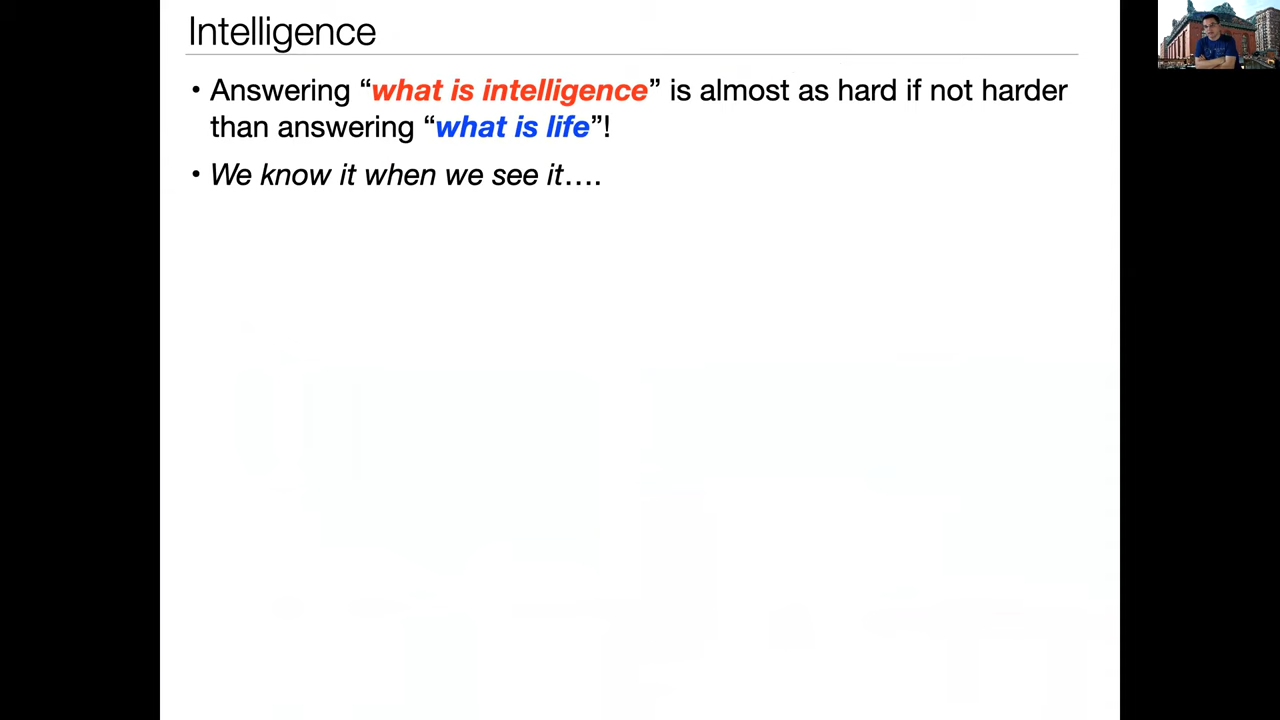 Intelligence
• Answering “what is intelligence” is almost as hard if not harder
than answering “what is life”!
• We know it when we see it….